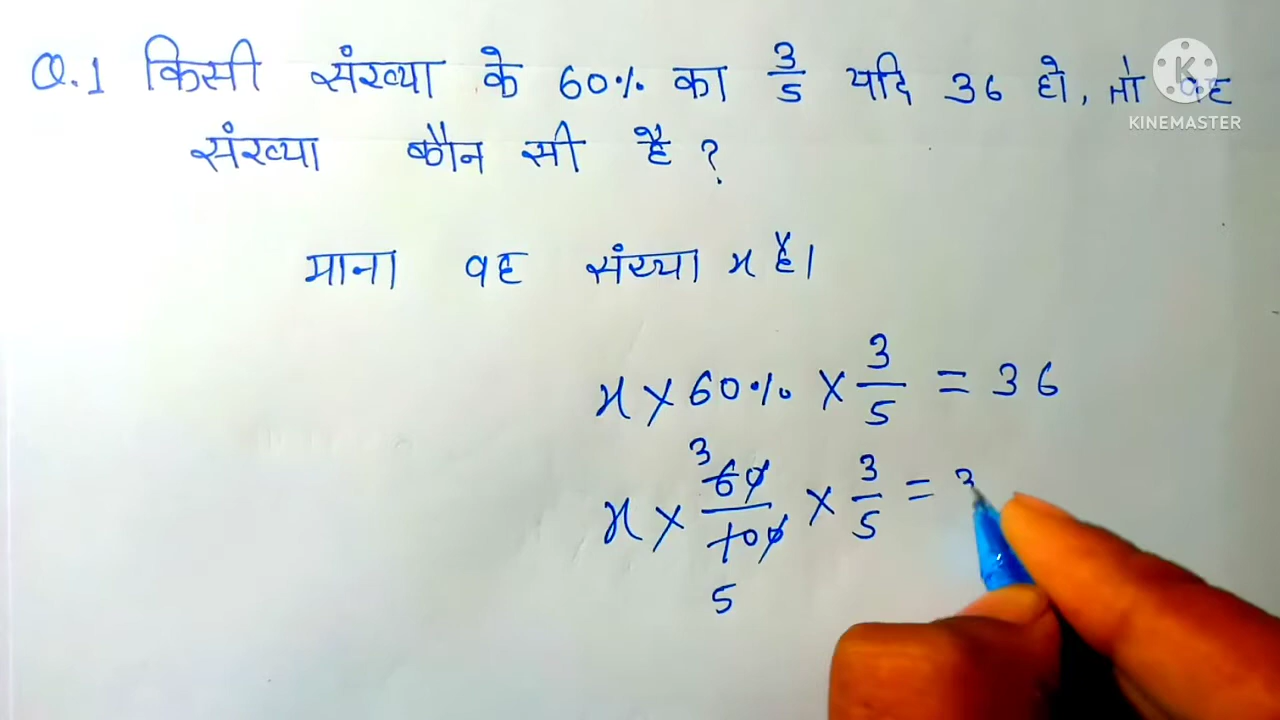 Q.1 किसी संख्या के 60% का 3/5 यदि 36 हो, तो वह
KINEMASTER
संख्या कौन सी है ?
माना वह संख्या x है।
x × 60% × 3/5 = 36
x × 60/100 × 3/5 = 3
3
5